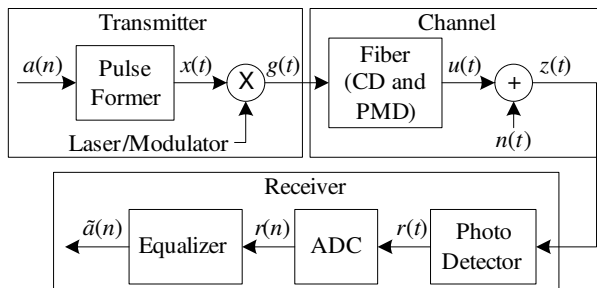 Transmitter
a(n)
Pulse
Former
x(t)
X
g(t)
Laser/Modulator
Channel
Fiber
(CD and
PMD)
u(t)
+
z(t)
n(t)
Receiver
ã(n)
Equalizer
r(n)
ADC
r(t)
Photo
Detector